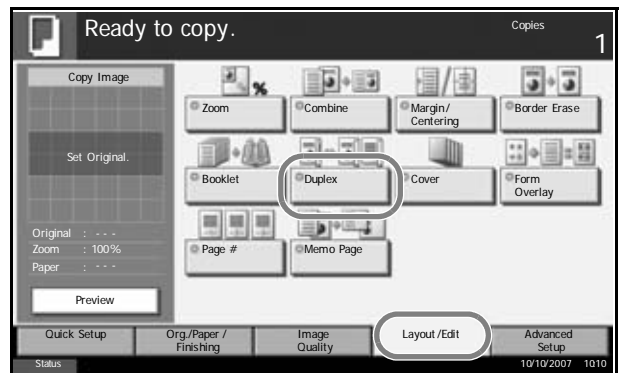 Ready to copy.
Copies
1
Copy Image
Set Original.
Original : - - -
Zoom : 100%
Paper : - - -
Preview
%
Zoom
Combine
Margin/
Centering
Border Erase
Booklet
Duplex
Cover
Form
Overlay
Page #
Memo Page
Quick Setup
Org./Paper /
Finishing
Image
Quality
Layout/Edit
Advanced
Setup
Status
10/10/2007 1010